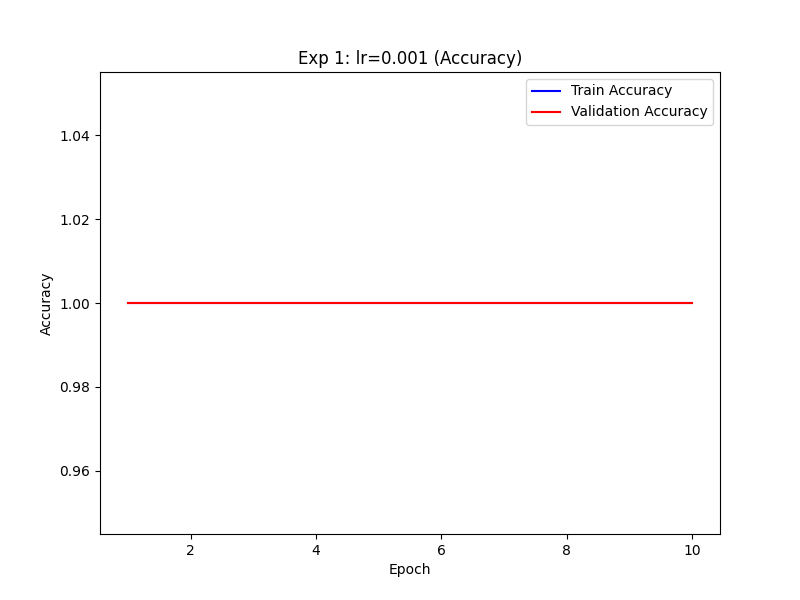 Exp 1: lr=0.001 (Accuracy)
Train Accuracy
Validation Accuracy
1.04
1.02
1.00
0.98
0.96
Accuracy
2 4 6 8 10
Epoch